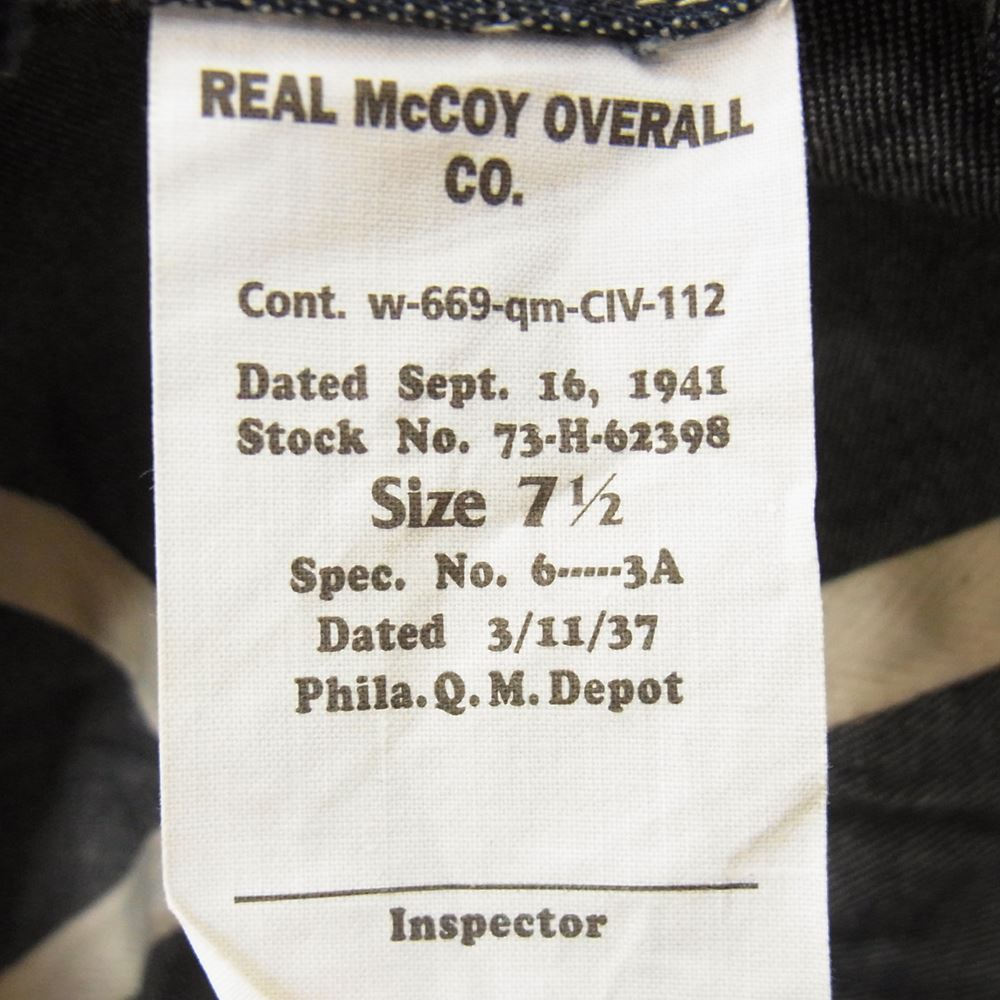 REAL McCOY OVERALL
CO.
Cont. w-669-qm-CIV-112
Dated Sept. 16, 1941
Stock No. 73-H-62398
Size 7½
Spec. No. 6-----3A
Dated 3/11/37
Phila. Q. M. Depot
Inspector